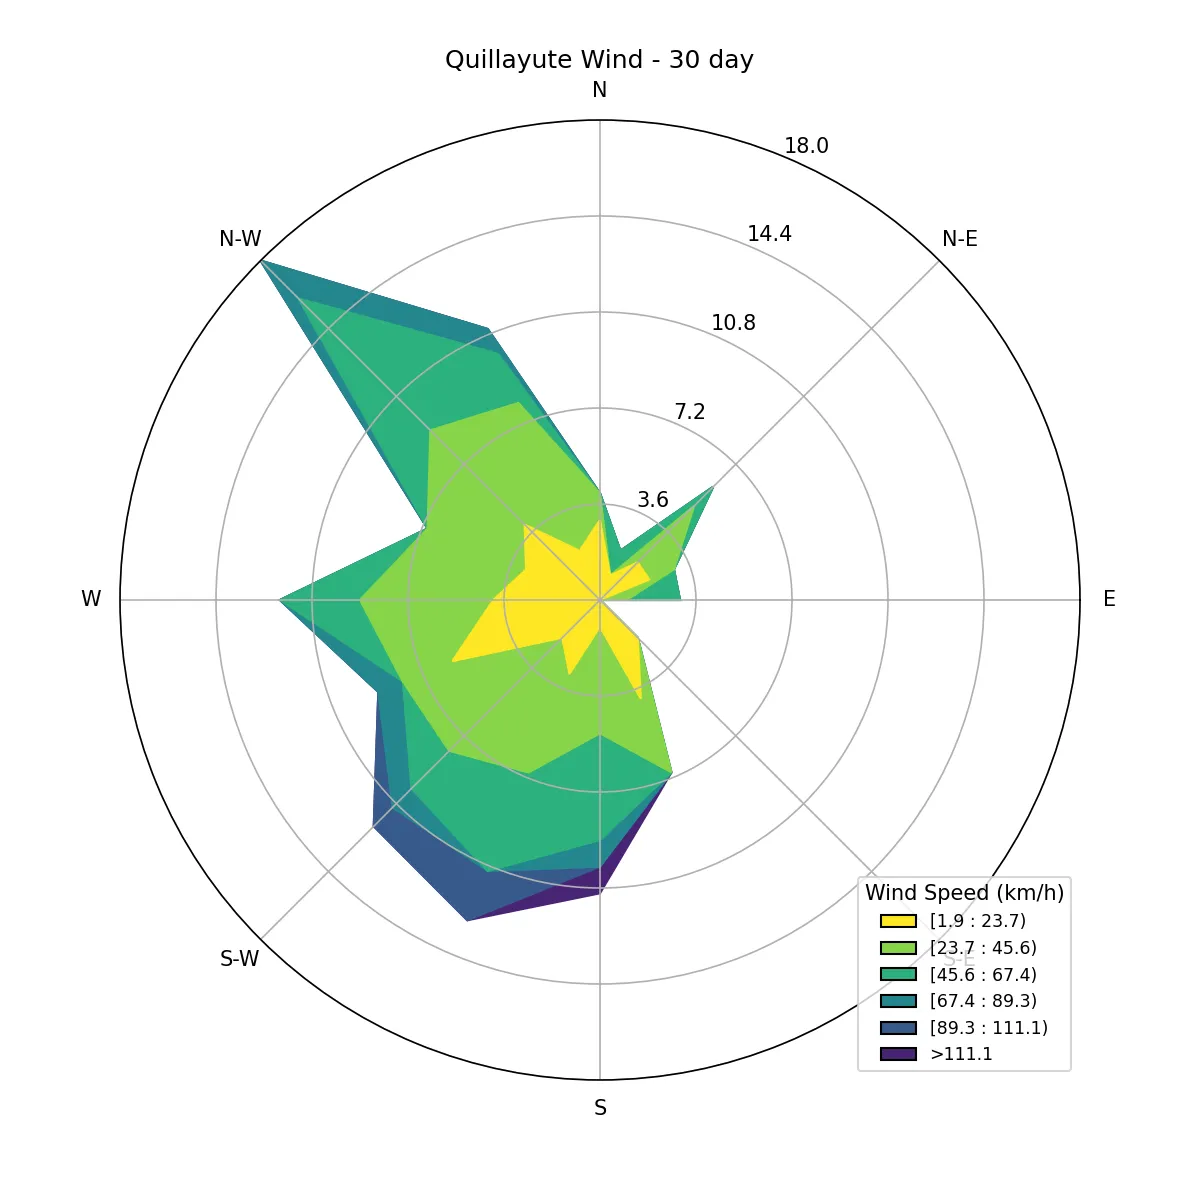 Quillayute Wind - 30 day
N
18.0
14.4
N-W
N-E
10.8
7.2
3.6
W
E
Wind Speed (km/h)
[1.9 : 23.7)
[23.7 : 45.6)
S-W
S-E
[45.6 : 67.4)
[67.4 : 89.3)
[89.3 : 111.1)
>111.1
S